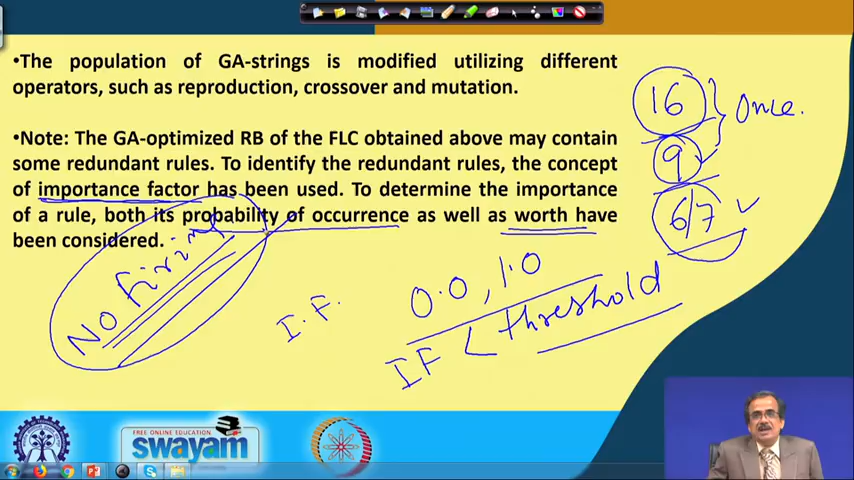 •The population of GA-strings is modified utilizing different
operators, such as reproduction, crossover and mutation.
•Note: The GA-optimized RB of the FLC obtained above may contain
some redundant rules. To identify the redundant rules, the concept
of importance factor has been used. To determine the importance
of a rule, both its probability of occurrence as well as worth have
been considered.
16
9
6/7
Once.
No Firing
I.F.
0.0, 1.0
IF < threshold
FREE ONLINE EDUCATION
swayam